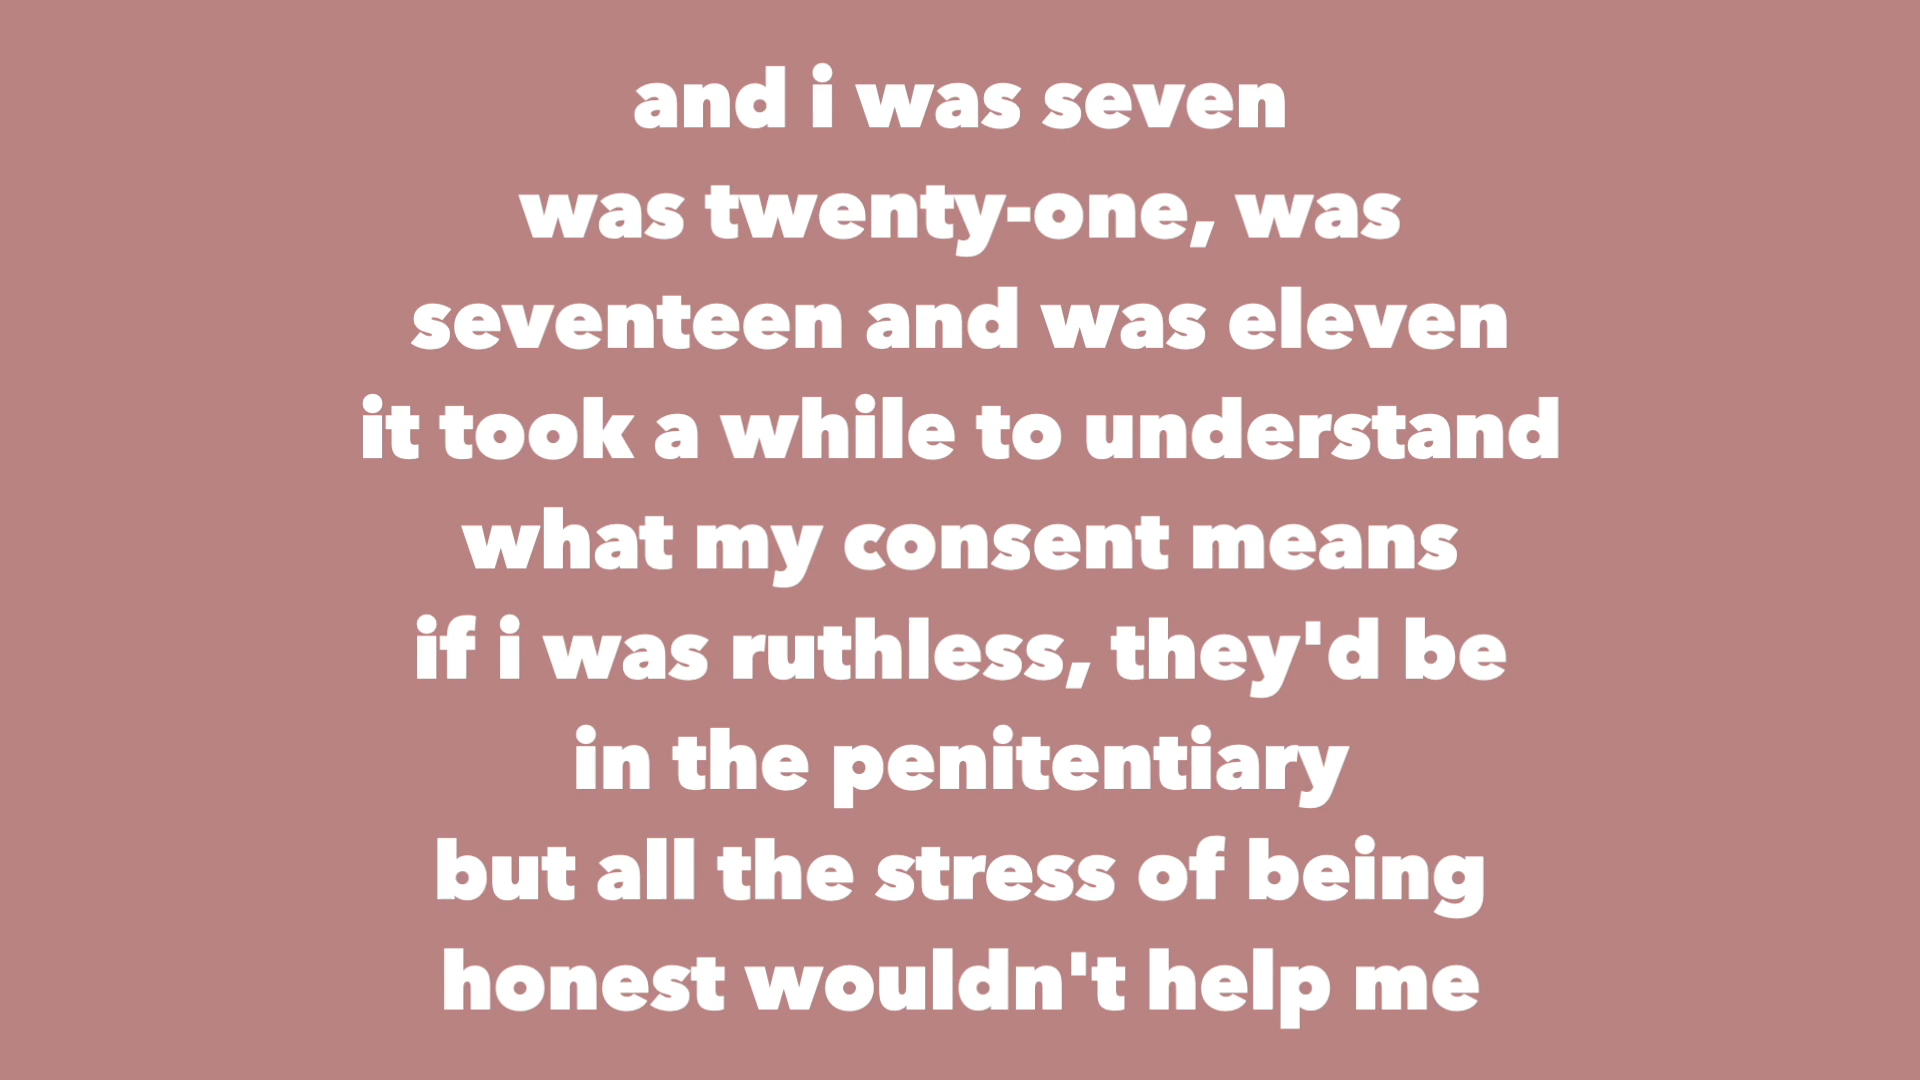 and i was seven
was twenty-one, was
seventeen and was eleven
it took a while to understand
what my consent means
if i was ruthless, they'd be
in the penitentiary
but all the stress of being
honest wouldn't help me